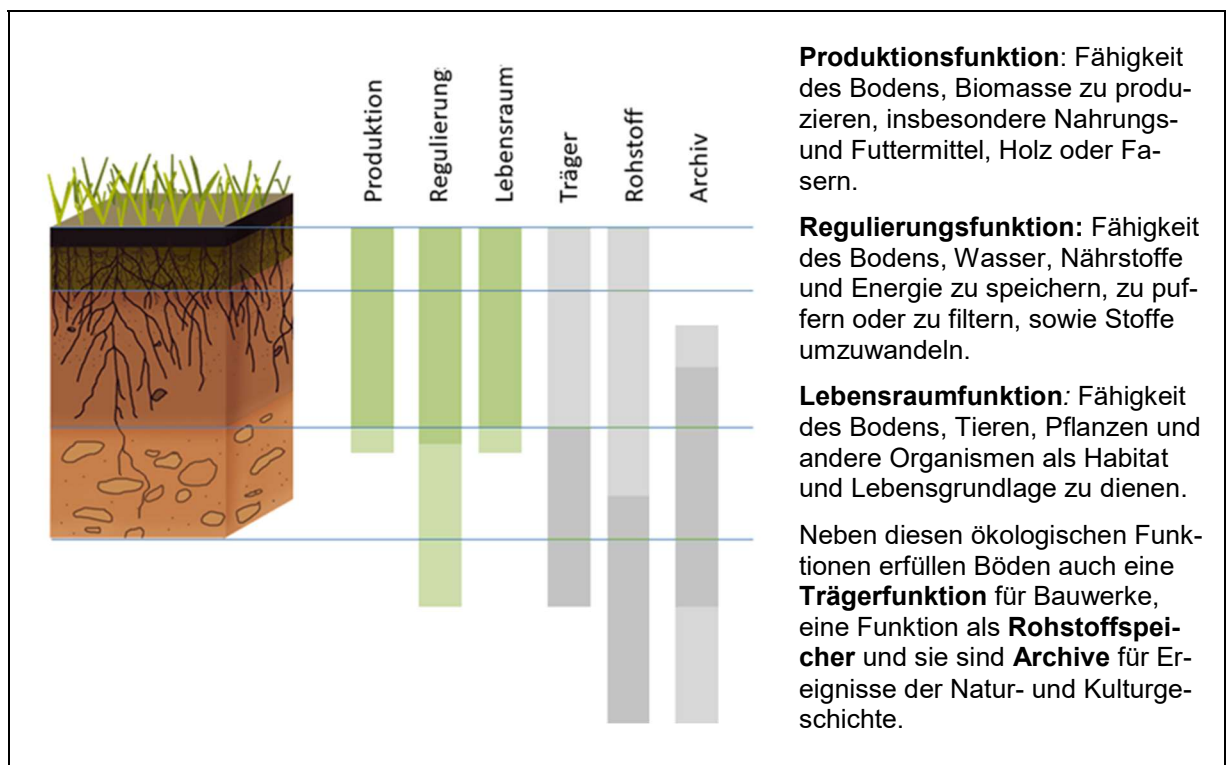 Produktion
Regulierung
Lebensraum
Träger
Rohstoff
Archiv
Produktionsfunktion: Fähigkeit
des Bodens, Biomasse zu produ-
zieren, insbesondere Nahrungs-
und Futtermittel, Holz oder Fa-
sern.
Regulierungsfunktion: Fähigkeit
des Bodens, Wasser, Nährstoffe
und Energie zu speichern, zu puf-
fern oder zu filtern, sowie Stoffe
umzuwandeln.
Lebensraumfunktion: Fähigkeit
des Bodens, Tieren, Pflanzen und
andere Organismen als Habitat
und Lebensgrundlage zu dienen.
Neben diesen ökologischen Funk-
tionen erfüllen Böden auch eine
Trägerfunktion für Bauwerke,
eine Funktion als Rohstoffspei-
cher und sie sind Archive für Er-
eignisse der Natur- und Kulturge-
schichte.